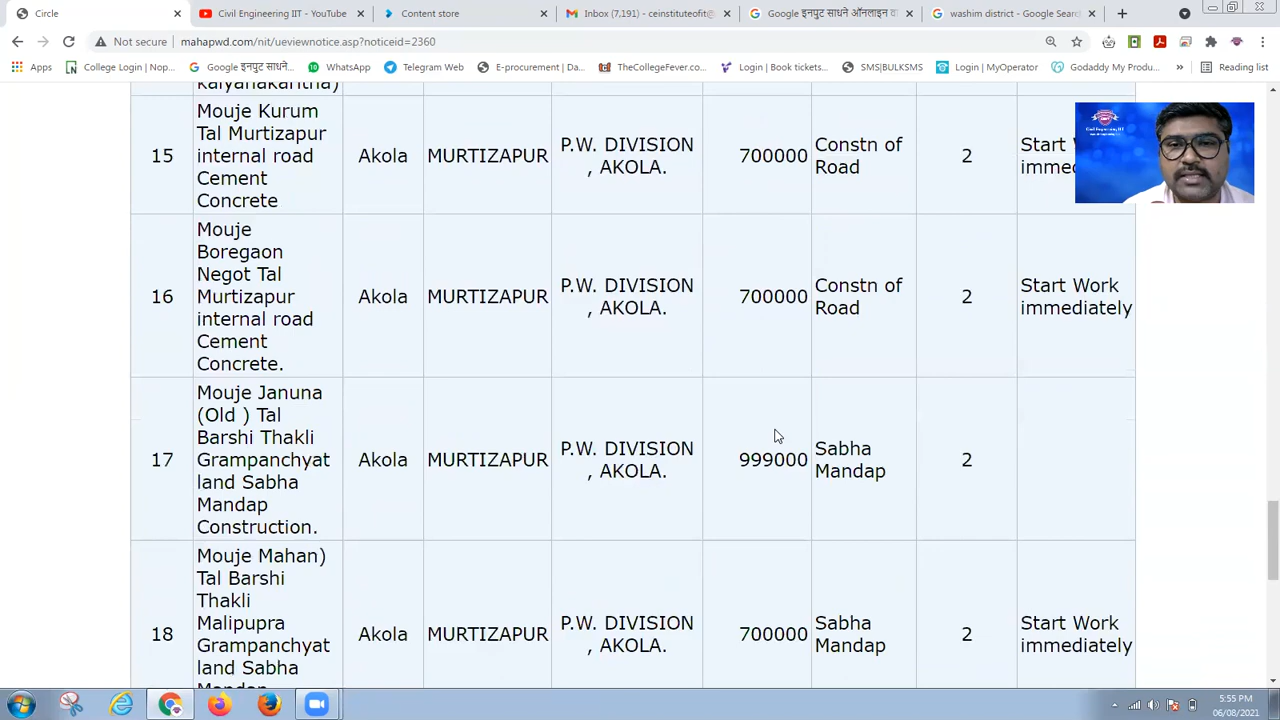 Circle
Civil Engineering IIT - YouTube
Content store
Inbox (7,191) - ceinstituteofit@
Google इनपुट साधने ऑनलाइन
washim district - Google Sear
Not secure
mahapwd.com/nit/ueviewnotice.asp?noticeid=2360
Apps
College Login | Nop...
Google इनपुट साधने...
WhatsApp
Telegram Web
E-procurement | Da...
TheCollegeFever.co...
Login | Book tickets...
SMS|BULKSMS
Login | MyOperator
Godaddy My Produ...
»
Reading list
kalyanakantha)
15
Mouje Kurum
Tal Murtizapur
internal road
Cement
Concrete
Akola
MURTIZAPUR
P.W. DIVISION
, AKOLA.
700000
Constn of
Road
2
Start
imme
16
Mouje
Boregaon
Negot Tal
Murtizapur
internal road
Cement
Concrete.
Akola
MURTIZAPUR
P.W. DIVISION
, AKOLA.
700000
Constn of
Road
2
Start Work
immediately
17
Mouje Januna
(Old ) Tal
Barshi Thakli
Grampanchyat
land Sabha
Mandap
Construction.
Akola
MURTIZAPUR
P.W. DIVISION
, AKOLA.
999000
Sabha
Mandap
2
18
Mouje Mahan)
Tal Barshi
Thakli
Malipupra
Grampanchyat
land Sabha
Mandap
Akola
MURTIZAPUR
P.W. DIVISION
, AKOLA.
700000
Sabha
Mandap
2
Start Work
immediately
5:55 PM
06/08/2021